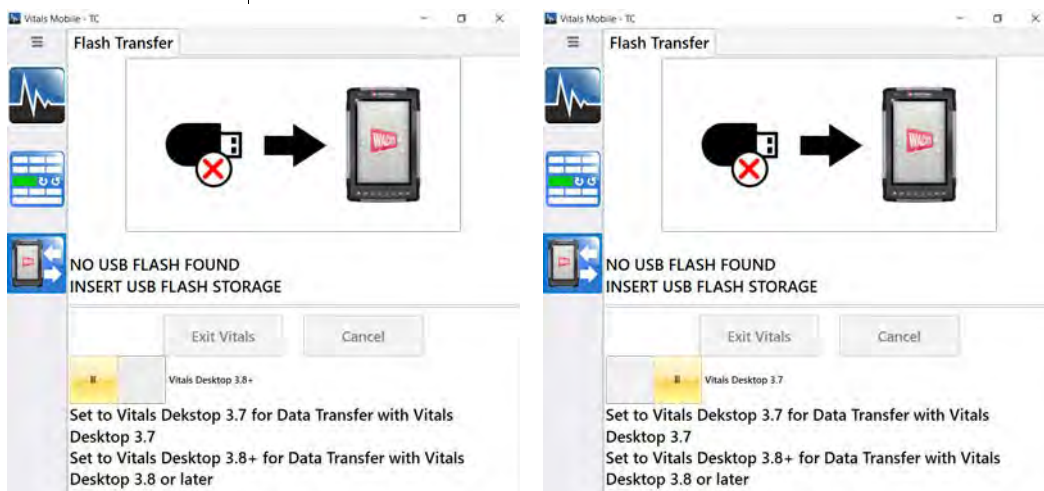 Vitals Mobile - TC
Flash Transfer
WACKER
NO USB FLASH FOUND
INSERT USB FLASH STORAGE
Exit Vitals Cancel
Vitals Desktop 3.8+
Set to Vitals Dekstop 3.7 for Data Transfer with Vitals
Desktop 3.7
Set to Vitals Desktop 3.8+ for Data Transfer with Vitals
Desktop 3.8 or later
Vitals Mobile - TC
Flash Transfer
NO USB FLASH FOUND
INSERT USB FLASH STORAGE
Exit Vitals Cancel
Vitals Desktop 3.7
Set to Vitals Dekstop 3.7 for Data Transfer with Vitals
Desktop 3.7
Set to Vitals Desktop 3.8+ for Data Transfer with Vitals
Desktop 3.8 or later